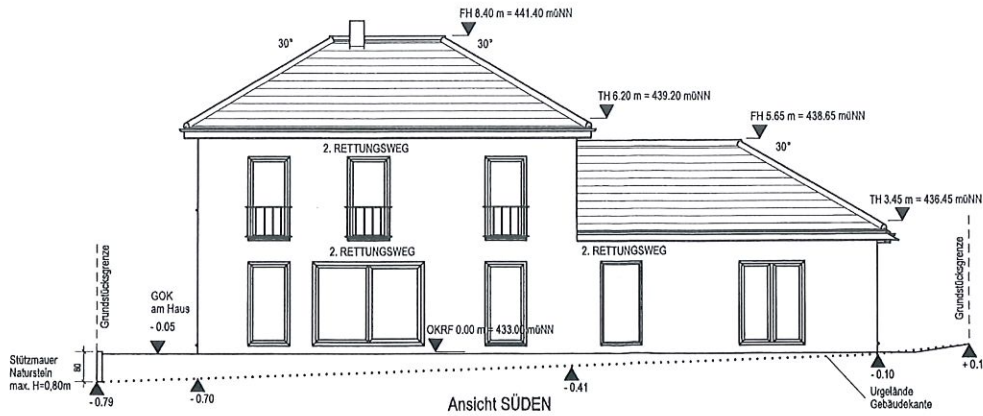 FH 8.40 m = 441.40 müNN
30°
30°
TH 6.20 m = 439.20 müNN
FH 5.65 m = 438.65 müNN
2. RETTUNGSWEG
30°
TH 3.45 m = 436.45 müNN
2. RETTUNGSWEG
2. RETTUNGSWEG
Grundstücksgrenze
Grundstücksgrenze
GOK
am Haus
- 0.05
OKRF 0.00 m = 433.00 müNN
Stützmauer
Naturstein
max. H=0,80m
80
- 0.79
- 0.70
- 0.41
- 0.10
+ 0.1
Urgelände
Gebäudekante
Ansicht SÜDEN